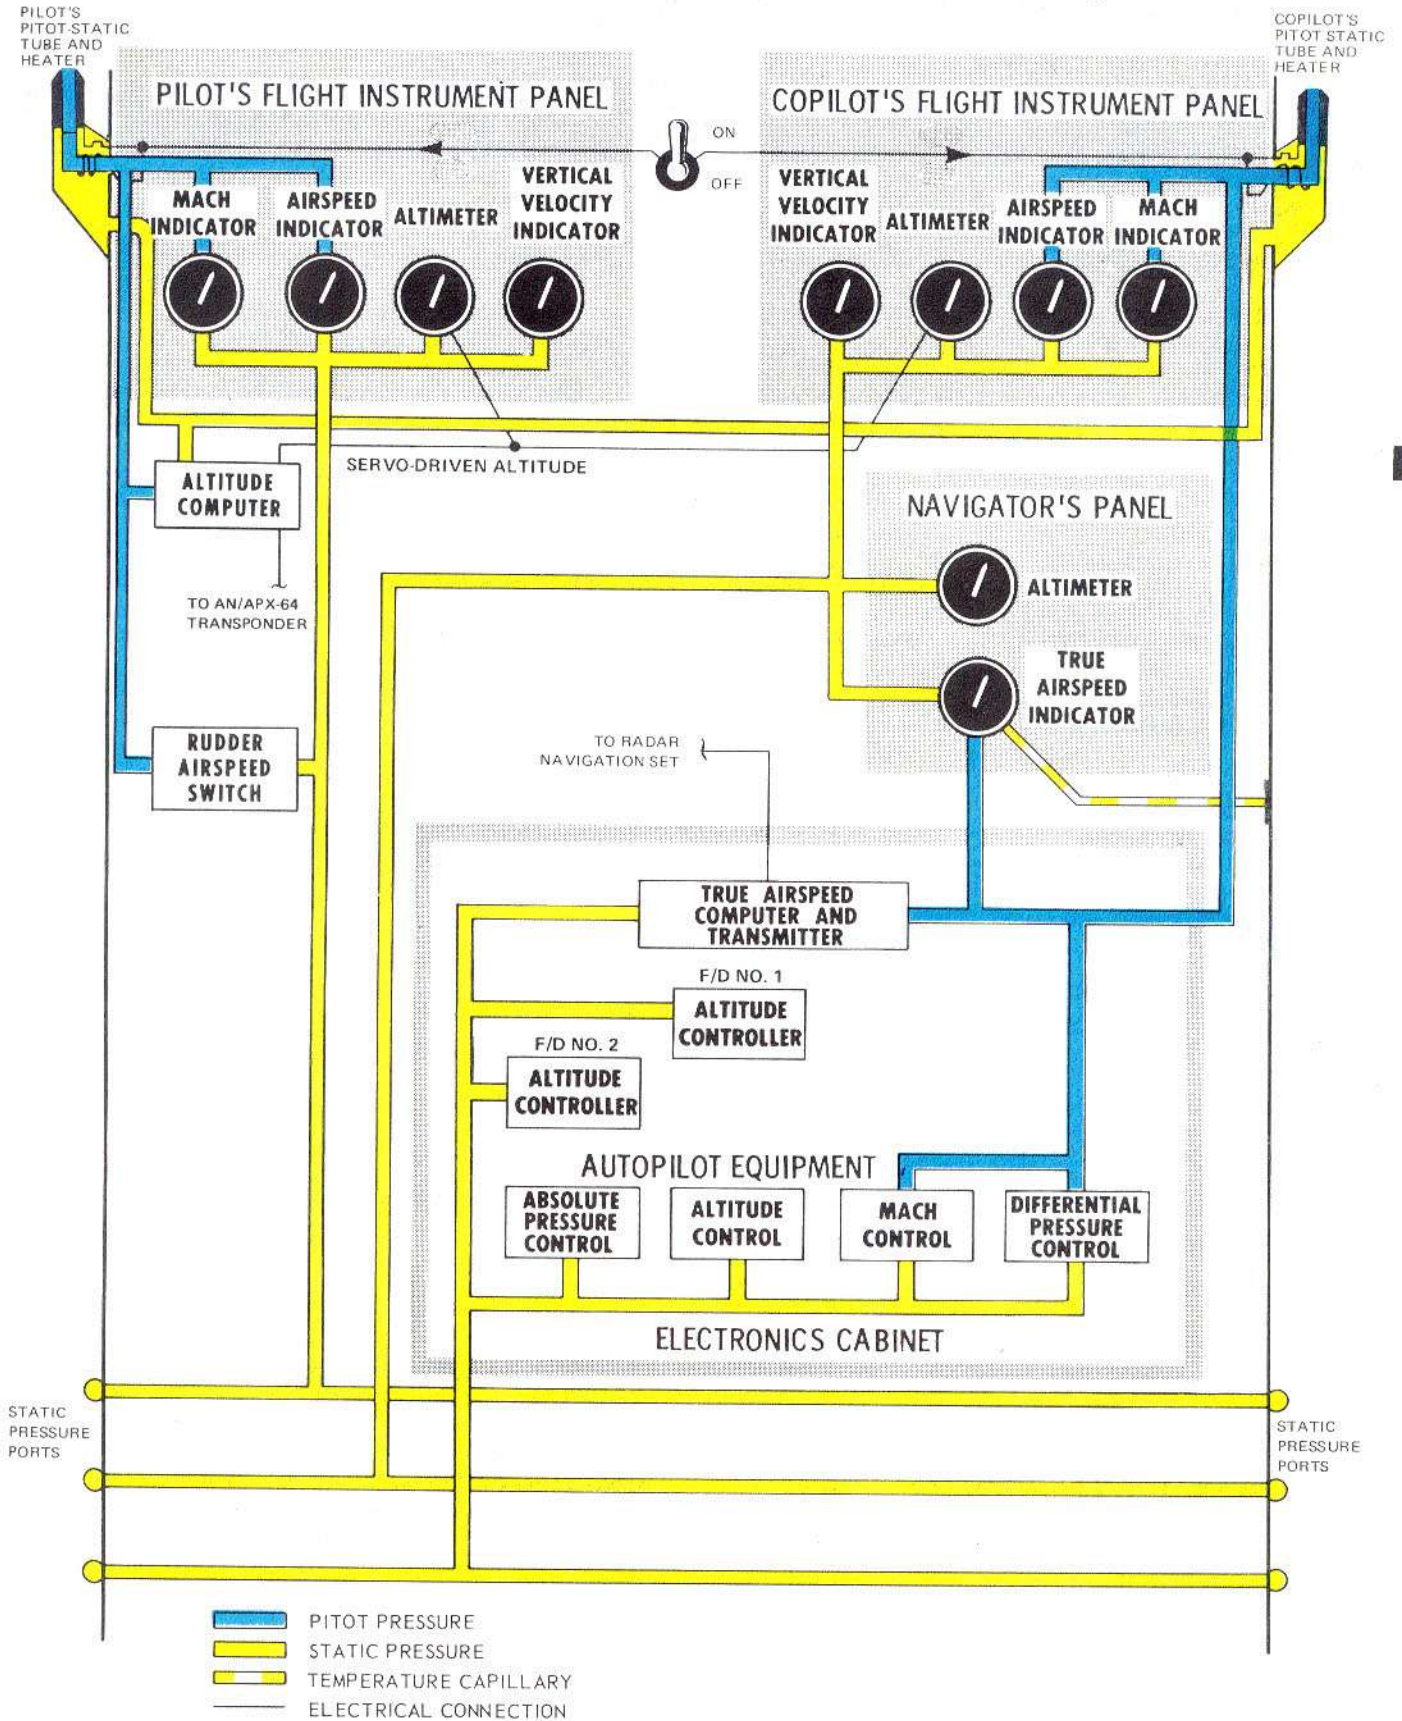 PILOT'S
PITOT-STATIC
TUBE AND
HEATER
COPILOT'S
PITOT STATIC
TUBE AND
HEATER
PILOT'S FLIGHT INSTRUMENT PANEL
COPILOT'S FLIGHT INSTRUMENT PANEL
ON
OFF
MACH
INDICATOR
AIRSPEED
INDICATOR
ALTIMETER
VERTICAL
VELOCITY
INDICATOR
VERTICAL
VELOCITY
INDICATOR
ALTIMETER
AIRSPEED
INDICATOR
MACH
INDICATOR
SERVO-DRIVEN ALTITUDE
ALTITUDE
COMPUTER
NAVIGATOR'S PANEL
ALTIMETER
TO AN/APX-64
TRANSPONDER
TRUE
AIRSPEED
INDICATOR
RUDDER
AIRSPEED
SWITCH
TO RADAR
NAVIGATION SET
TRUE AIRSPEED
COMPUTER AND
TRANSMITTER
F/D NO. 1
ALTITUDE
CONTROLLER
F/D NO. 2
ALTITUDE
CONTROLLER
AUTOPILOT EQUIPMENT
ABSOLUTE
PRESSURE
CONTROL
ALTITUDE
CONTROL
MACH
CONTROL
DIFFERENTIAL
PRESSURE
CONTROL
ELECTRONICS CABINET
STATIC
PRESSURE
PORTS
STATIC
PRESSURE
PORTS
PITOT PRESSURE
STATIC PRESSURE
TEMPERATURE CAPILLARY
ELECTRICAL CONNECTION